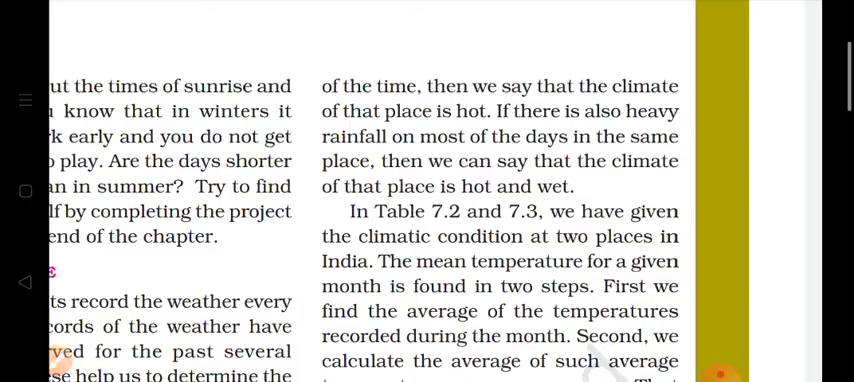 ut the times of sunrise and
know that in winters it
k early and you do not get
play. Are the days shorter
an in summer? Try to find
lf by completing the project
end of the chapter.
E
ts record the weather every
cords of the weather have
ved for the past several
se help us to determine the
of the time, then we say that the climate
of that place is hot. If there is also heavy
rainfall on most of the days in the same
place, then we can say that the climate
of that place is hot and wet.
In Table 7.2 and 7.3, we have given
the climatic condition at two places in
India. The mean temperature for a given
month is found in two steps. First we
find the average of the temperatures
recorded during the month. Second, we
calculate the average of such average